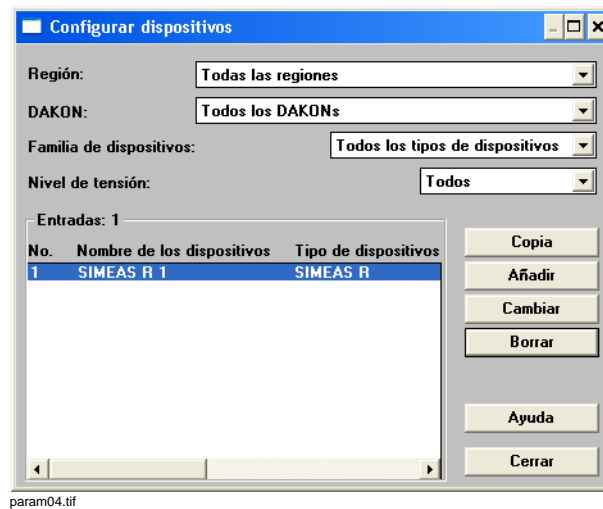 Configurar dispositivos
Región: Todas las regiones
DAKON: Todos los DAKONs
Familia de dispositivos: Todos los tipos de dispositivos
Nivel de tensión: Todos
Entradas: 1
No. Nombre de los dispositivos Tipo de dispositivos
1 SIMEAS R 1 SIMEAS R
Copia
Añadir
Cambiar
Borrar
Ayuda
Cerrar
param04.tif